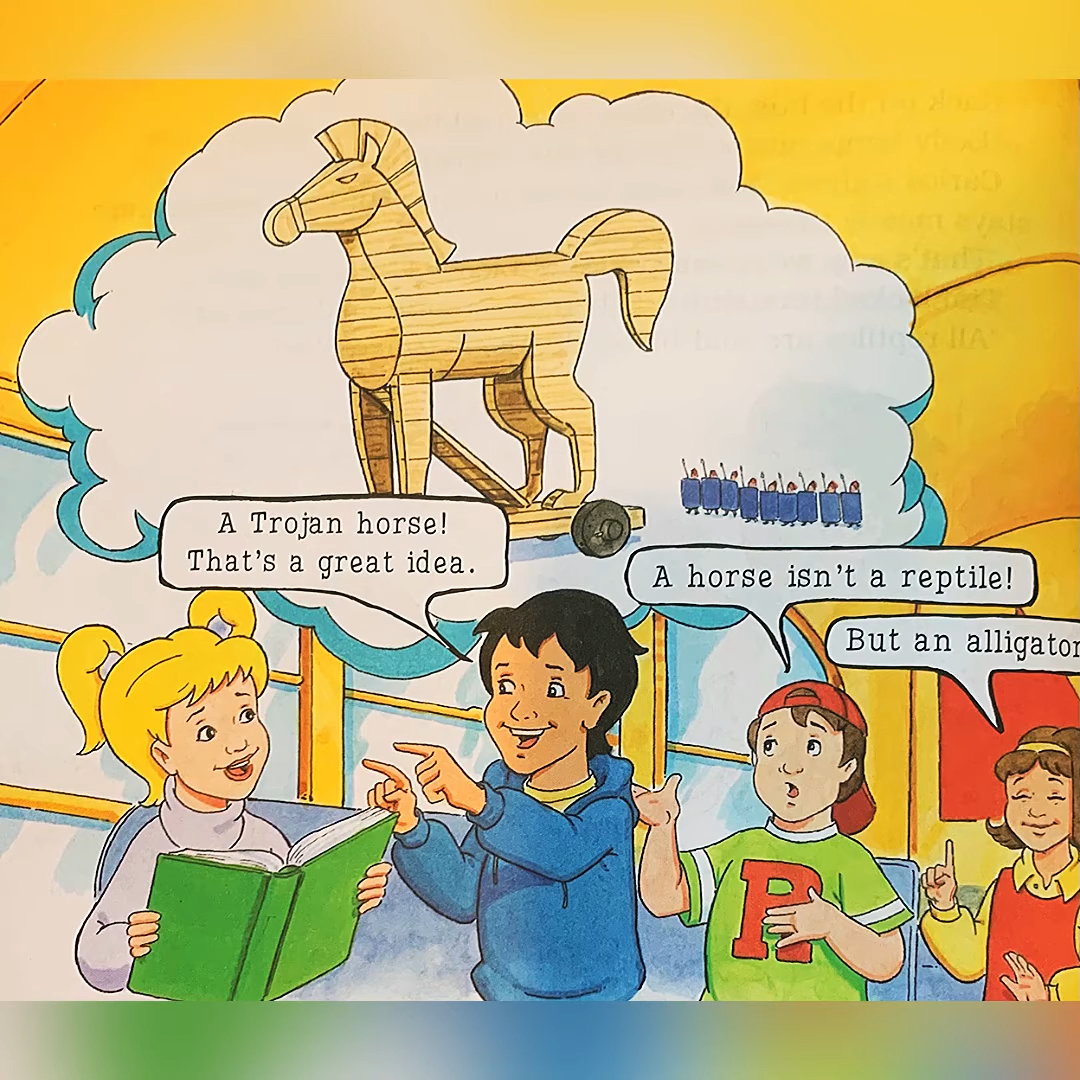 A Trojan horse!
That's a great idea.
A horse isn't a reptile!
But an alligator
R